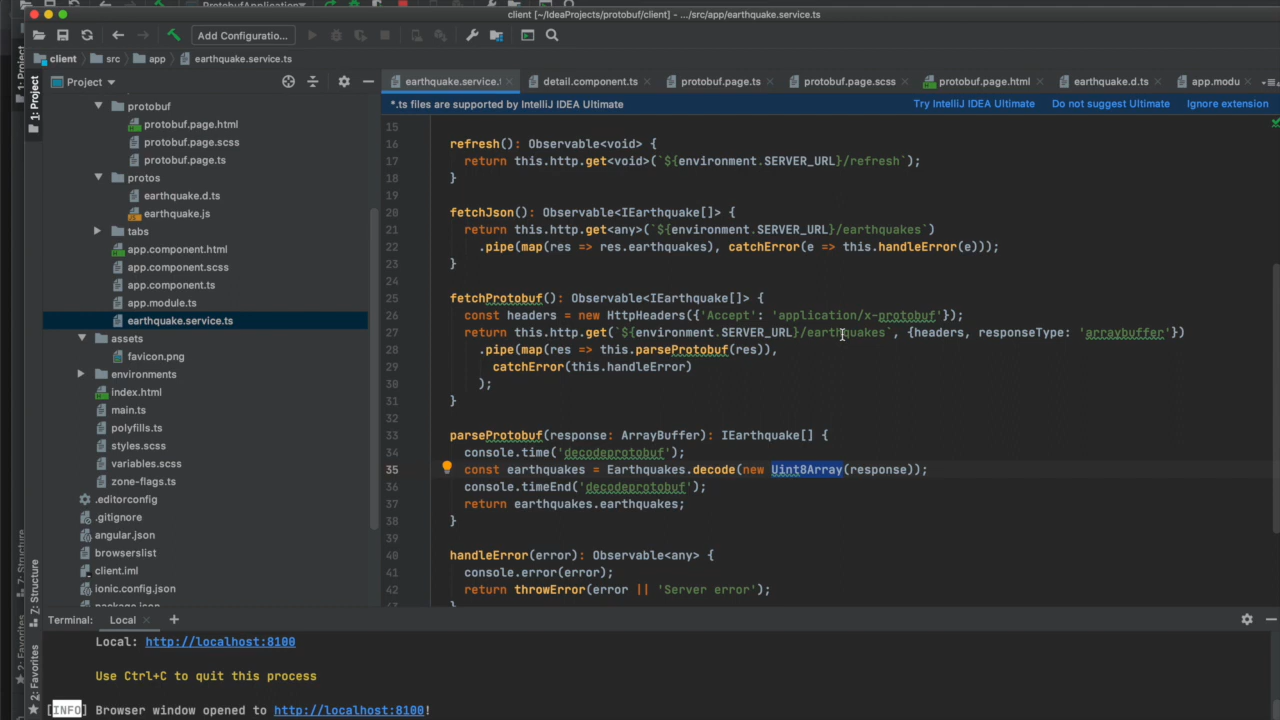 ProtobufApplication
client [~/IdeaProjects/protobuf/client] - .../src/app/earthquake.service.ts
Add Configuration...
client
src
app
earthquake.service.ts
Project
earthquake.service.
detail.component.ts
protobuf.page.ts
protobuf.page.scss
protobuf.page.html
earthquake.d.ts
app.modu
*.ts files are supported by IntelliJ IDEA Ultimate
Try IntelliJ IDEA Ultimate
Do not suggest Ultimate
Ignore extension
1: Project
protobuf
protobuf.page.html
protobuf.page.scss
protobuf.page.ts
protos
earthquake.d.ts
earthquake.js
tabs
app.component.html
app.component.scss
app.component.ts
app.module.ts
earthquake.service.ts
assets
favicon.png
environments
index.html
main.ts
polyfills.ts
styles.scss
variables.scss
zone-flags.ts
.editorconfig
.gitignore
angular.json
browserslist
client.iml
ionic.config.json
package.json
7: Structure
2: Favorites
15
16 refresh(): Observable<void> {
17 return this.http.get<void>(`${environment.SERVER_URL}/refresh`);
18 }
19
20 fetchJson(): Observable<IEarthquake[]> {
21 return this.http.get<any>(`${environment.SERVER_URL}/earthquakes`)
22 .pipe(map(res => res.earthquakes), catchError(e => this.handleError(e)));
23 }
24
25 fetchProtobuf(): Observable<IEarthquake[]> {
26 const headers = new HttpHeaders({'Accept': 'application/x-protobuf'});
27 return this.http.get(`${environment.SERVER_URL}/earthquakes`, {headers, responseType: 'arraybuffer'})
28 .pipe(map(res => this.parseProtobuf(res)),
29 catchError(this.handleError)
30 );
31 }
32
33 parseProtobuf(response: ArrayBuffer): IEarthquake[] {
34 console.time('decodeprotobuf');
35 const earthquakes = Earthquakes.decode(new Uint8Array(response));
36 console.timeEnd('decodeprotobuf');
37 return earthquakes.earthquakes;
38 }
39
40 handleError(error): Observable<any> {
41 console.error(error);
42 return throwError(error || 'Server error');
43 }
Terminal:
Local
+
Local: http://localhost:8100
Use Ctrl+C to quit this process
[INFO] Browser window opened to http://localhost:8100!